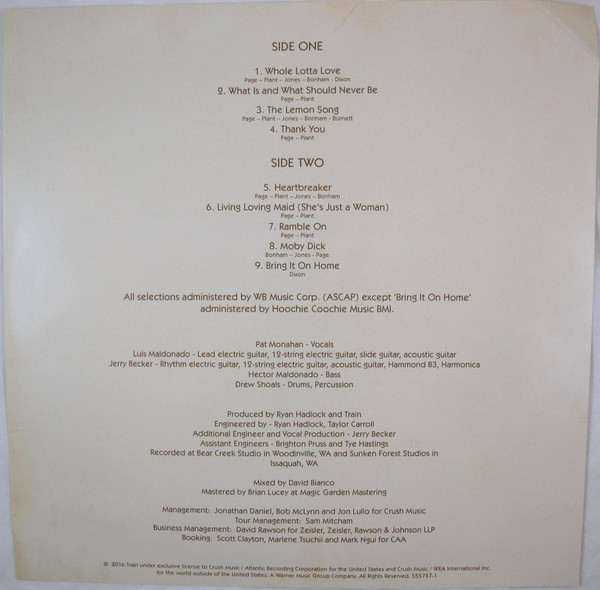 SIDE ONE
1. Whole Lotta Love
Page – Plant – Jones – Bonham - Dixon
2. What Is and What Should Never Be
Page – Plant
3. The Lemon Song
Page – Plant – Jones – Bonham - Burnett
4. Thank You
Page - Plant
SIDE TWO
5. Heartbreaker
Page – Plant - Jones – Bonham
6. Living Loving Maid (She's Just a Woman)
Page – Plant
7. Ramble On
Page – Plant
8. Moby Dick
Bonham – Jones - Page
9. Bring It On Home
Dixon
All selections administered by WB Music Corp. (ASCAP) except 'Bring It On Home'
administered by Hoochie Coochie Music BMI.
Pat Monahan - Vocals
Luis Maldonado - Lead electric guitar, 12-string electric guitar, slide guitar, acoustic guitar
Jerry Becker - Rhythm electric guitar, 12-string electric guitar, acoustic guitar, Hammond B3, Harmonica
Hector Maldonado - Bass
Drew Shoals - Drums, Percussion
Produced by Ryan Hadlock and Train
Engineered by - Ryan Hadlock, Taylor Carroll
Additional Engineer and Vocal Production - Jerry Becker
Assistant Engineers - Brighton Pruss and Tye Hastings
Recorded at Bear Creek Studio in Woodinville, WA and Sunken Forest Studios in
Issaquah, WA
Mixed by David Bianco
Mastered by Brian Lucey at Magic Garden Mastering
Management: Jonathan Daniel, Bob McLynn and Jon Lullo for Crush Music
Tour Management: Sam Mitcham
Business Management: David Rawson for Zeisler, Zeisler, Rawson & Johnson LLP
Booking: Scott Clayton, Marlene Tsuchii and Mark Ngui for CAA
© 2016 Train under exclusive license to Crush Music / Atlantic Recording Corporation for the United States and Crush Music / WEA International Inc.
for the world outside of the United States. A Warner Music Group Company. All Rights Reserved. 555757-1